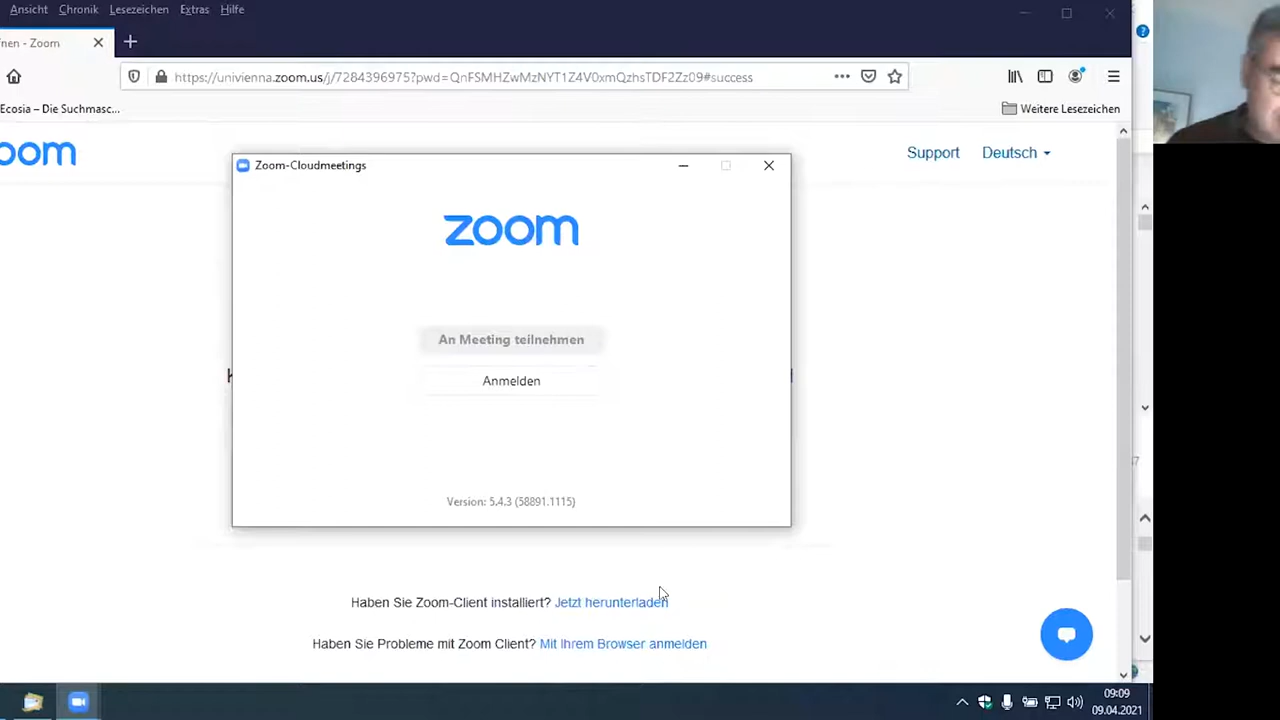 Ansicht Chronik Lesezeichen Extras Hilfe
nen - Zoom
https://univienna.zoom.us/j/7284396975?pwd=QnFSMHZwMzNYT1Z4V0xmQzhsTDF2Zz09#success
Ecosia – Die Suchmasc...
Weitere Lesezeichen
oom
Support
Deutsch
Zoom-Cloudmeetings
zoom
An Meeting teilnehmen
Anmelden
Version: 5.4.3 (58891.1115)
Haben Sie Zoom-Client installiert? Jetzt herunterladen
Haben Sie Probleme mit Zoom Client? Mit Ihrem Browser anmelden
09:09
09.04.2021